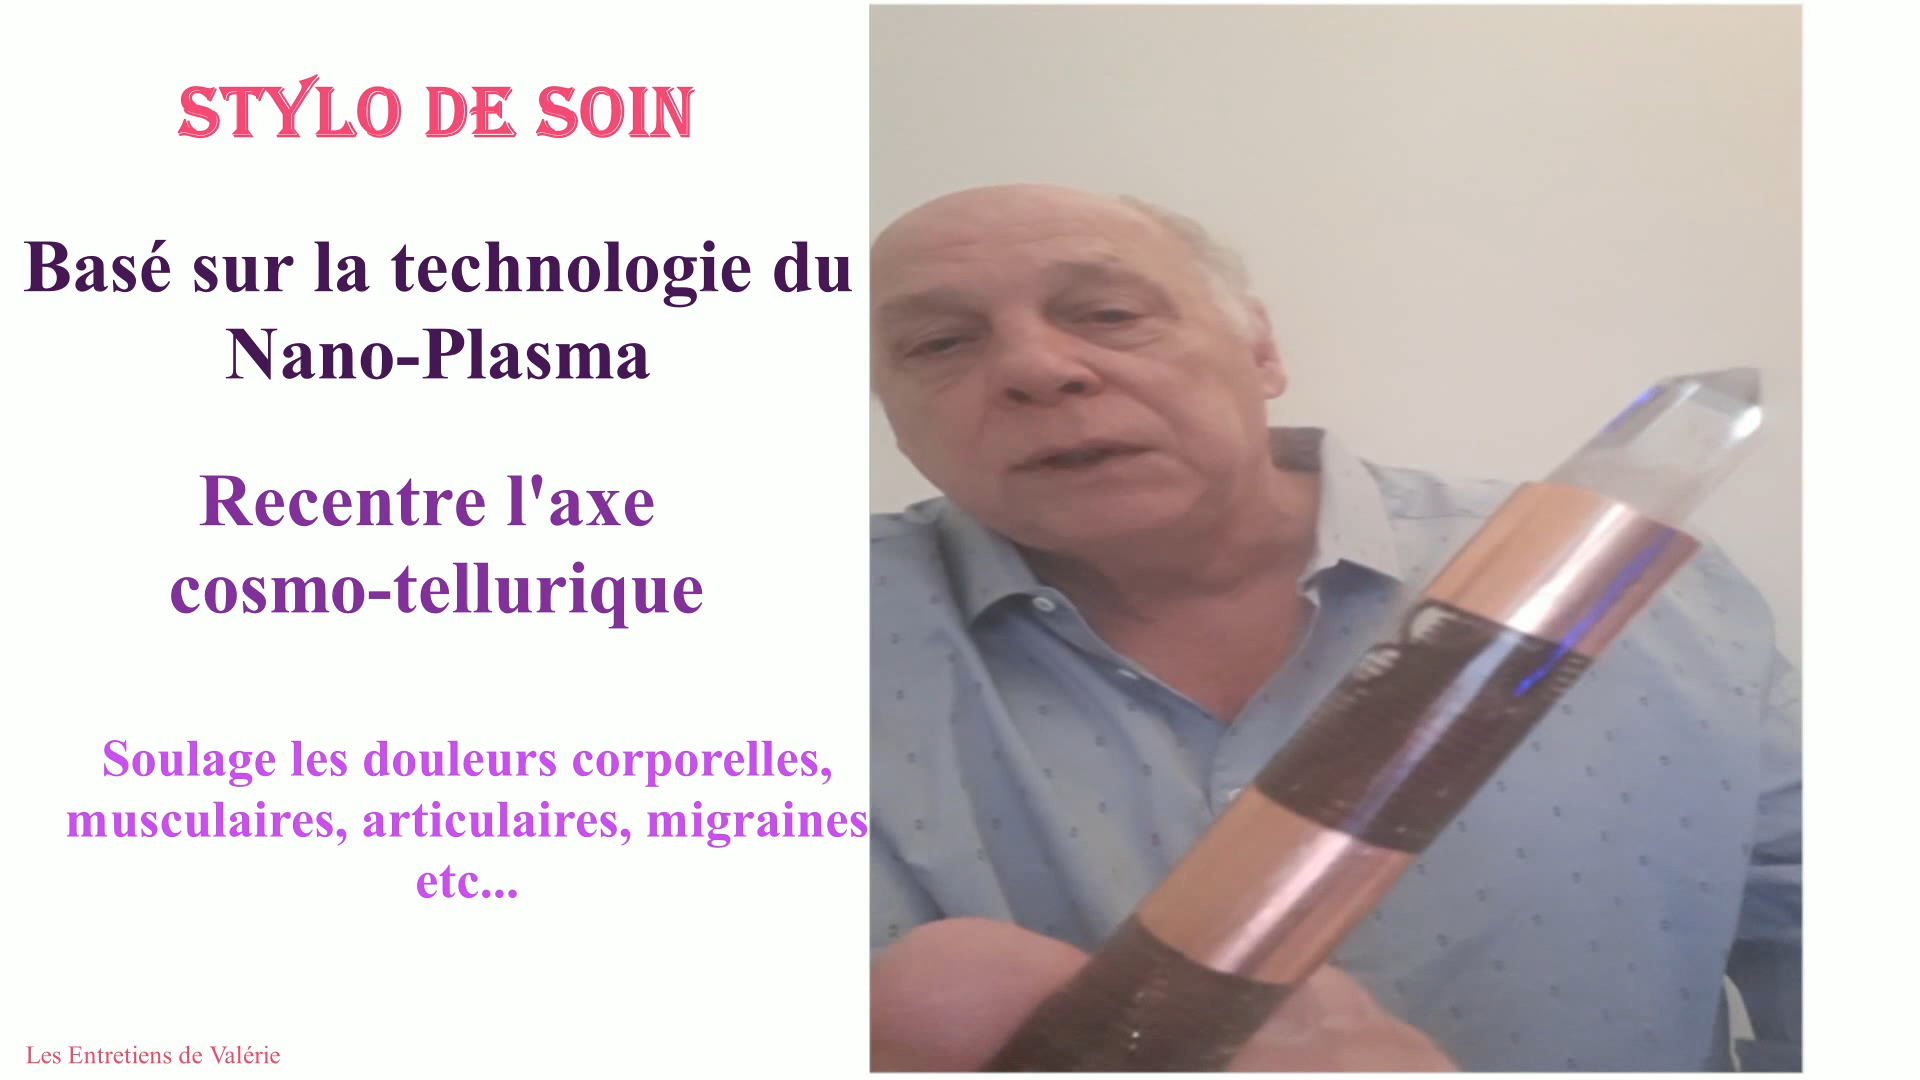 STYLO DE SOIN
Basé sur la technologie du
Nano-Plasma
Recentre l'axe
cosmo-tellurique
Soulage les douleurs corporelles,
musculaires, articulaires, migraines
etc...
Les Entretiens de Valérie